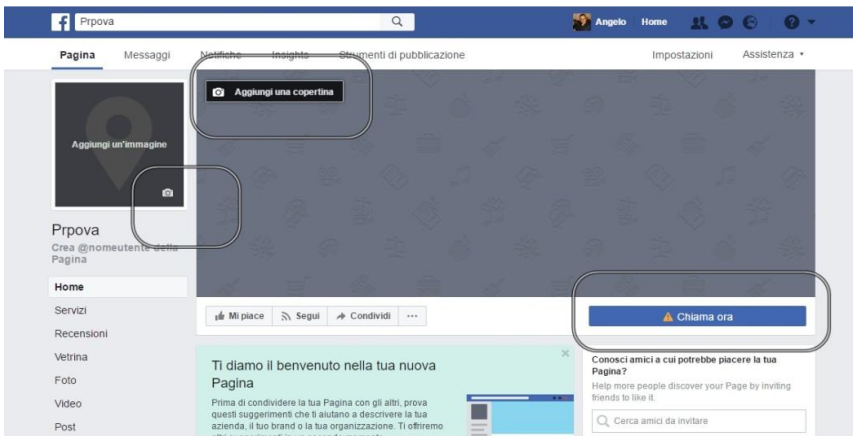 Prpova
Angelo Home
Pagina Messaggi Notifiche Insights Strumenti di pubblicazione Impostazioni Assistenza
Aggiungi una copertina
Aggiungi un'immagine
Prpova
Crea @nomeutente della
Pagina
Home
Servizi
Recensioni
Vetrina
Foto
Video
Post
Mi piace Segui Condividi ...
Chiama ora
Ti diamo il benvenuto nella tua nuova
Pagina
Prima di condividere la tua Pagina con gli altri, prova
questi suggerimenti che ti aiutano a descrivere la tua
azienda, il tuo brand o la tua organizzazione. Ti offriremo
Conosci amici a cui potrebbe piacere la tua
Pagina?
Help more people discover your Page by inviting
friends to like it.
Cerca amici da invitare